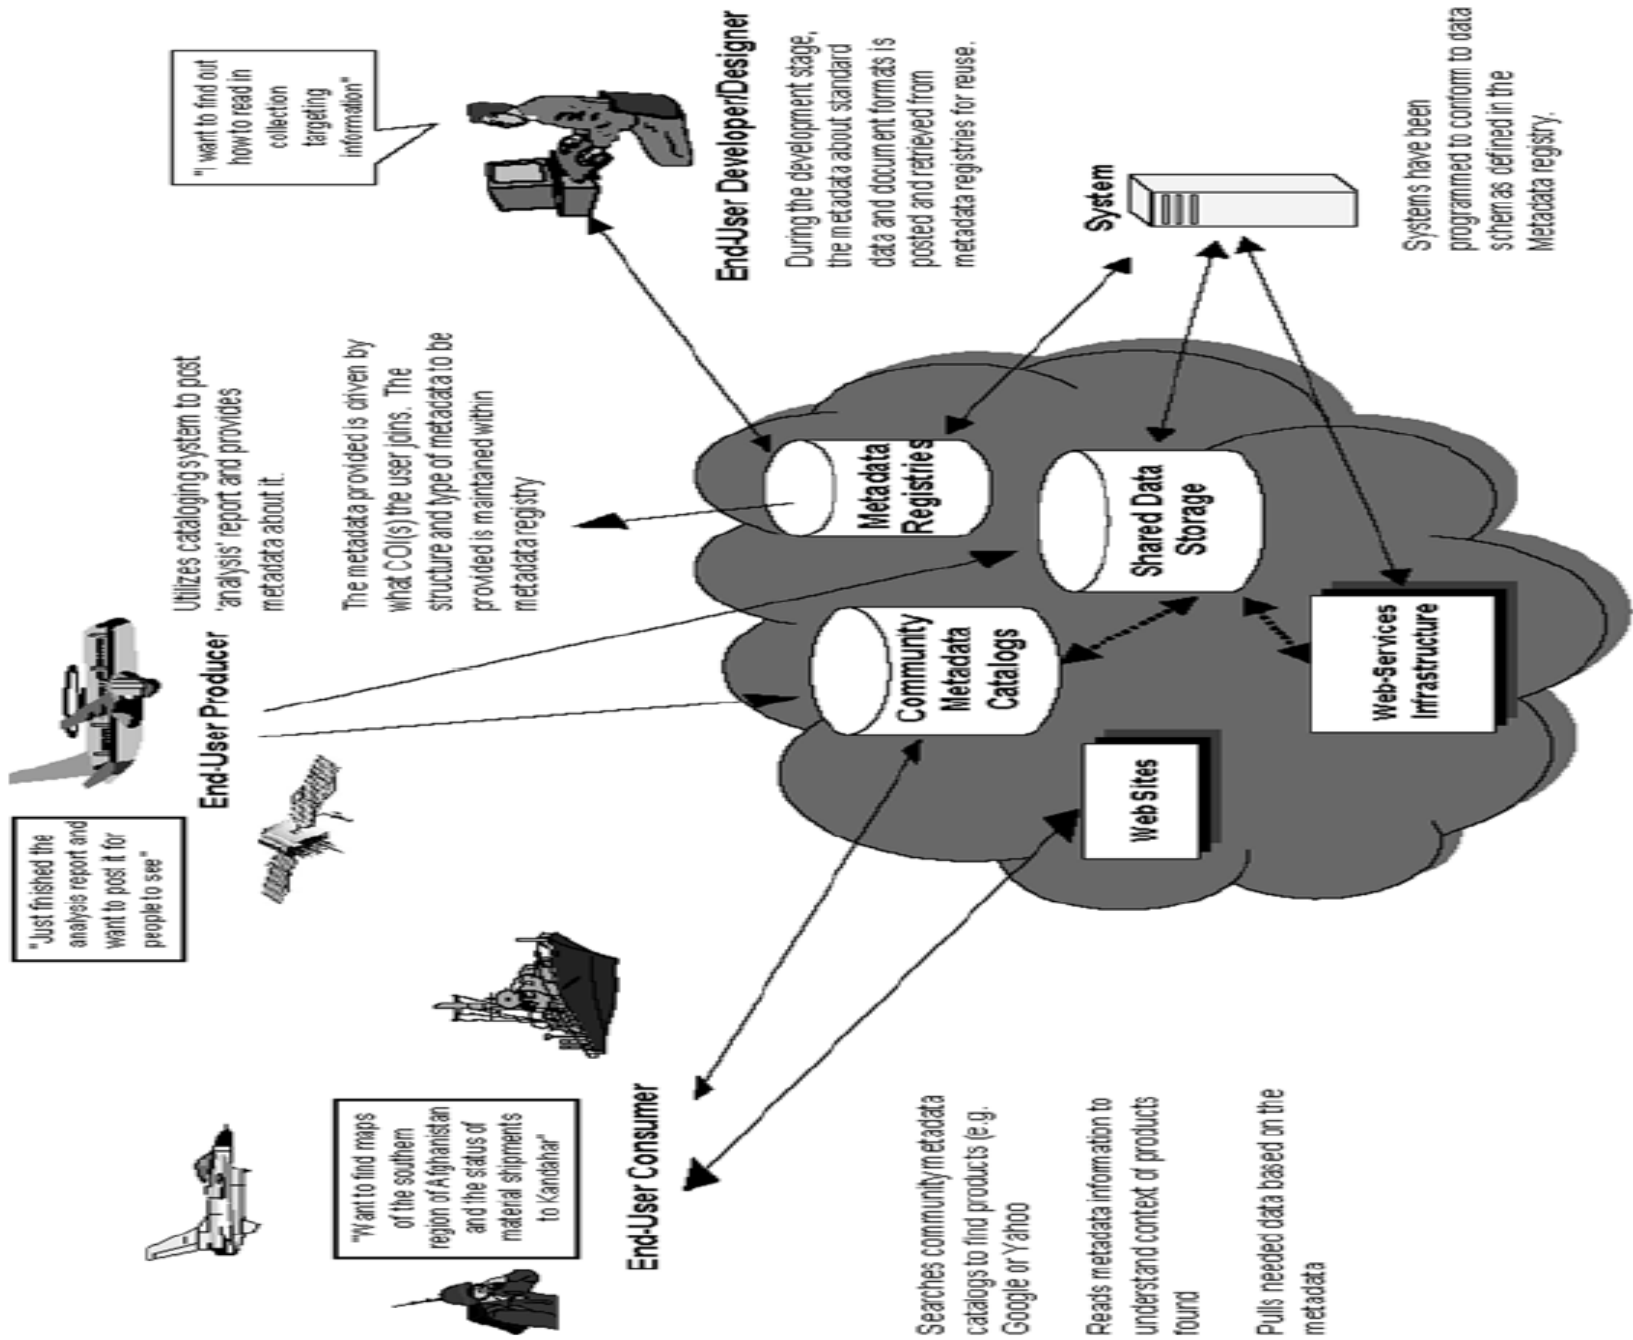 "Want to find maps
of the southern
region of Afghanistan
and the status of
material shipments
to Kandahar"
End-User Consumer
Searches community metadata
catalogs to find products (e.g.
Google or Yahoo
Reads metadata information to
understand context of products
found
Pulls needed data based on the
metadata
"Just finished the
analysis report and
want to post it for
people to see"
End-User Producer
Utilizes cataloging system to post
'analysis' report and provides
metadata about it.
The metadata provided is driven by
what COI(s) the user joins. The
structure and type of metadata to be
provided is maintained within
metadata registry
"I want to find out
how to read in
collection
targeting
information"
End-User Developer/Designer
During the development stage,
the metadata about standard
data and document formats is
posted and retrieved from
metadata registries for reuse.
Metadata
Registries
Community
Metadata
Catalogs
Shared Data
Storage
Web Sites
Web-Services
Infrastructure
System
Systems have been
programmed to conform to data
schemas defined in the
Metadata registry.